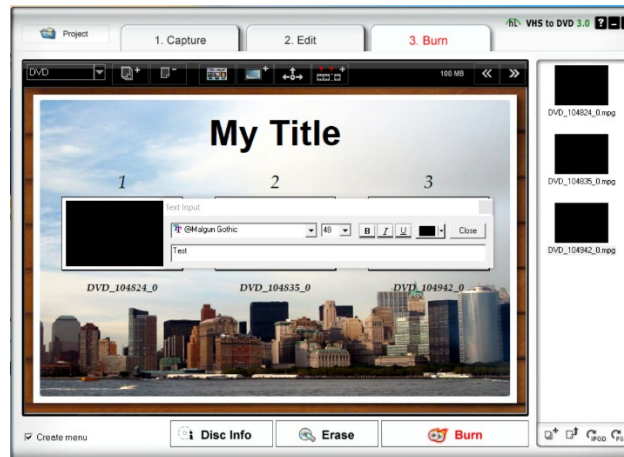 Project
1. Capture
2. Edit
3. Burn
VHS to DVD 3.0
DVD
108 MB
My Title
1
2
3
Text Input
@Malgun Gothic
48
B
I
U
Close
Test
DVD_104824_0
DVD_104835_0
DVD_104942_0
DVD_104824_0.mpg
DVD_104835_0.mpg
DVD_104942_0.mpg
Create menu
Disc Info
Erase
Burn
IPOD